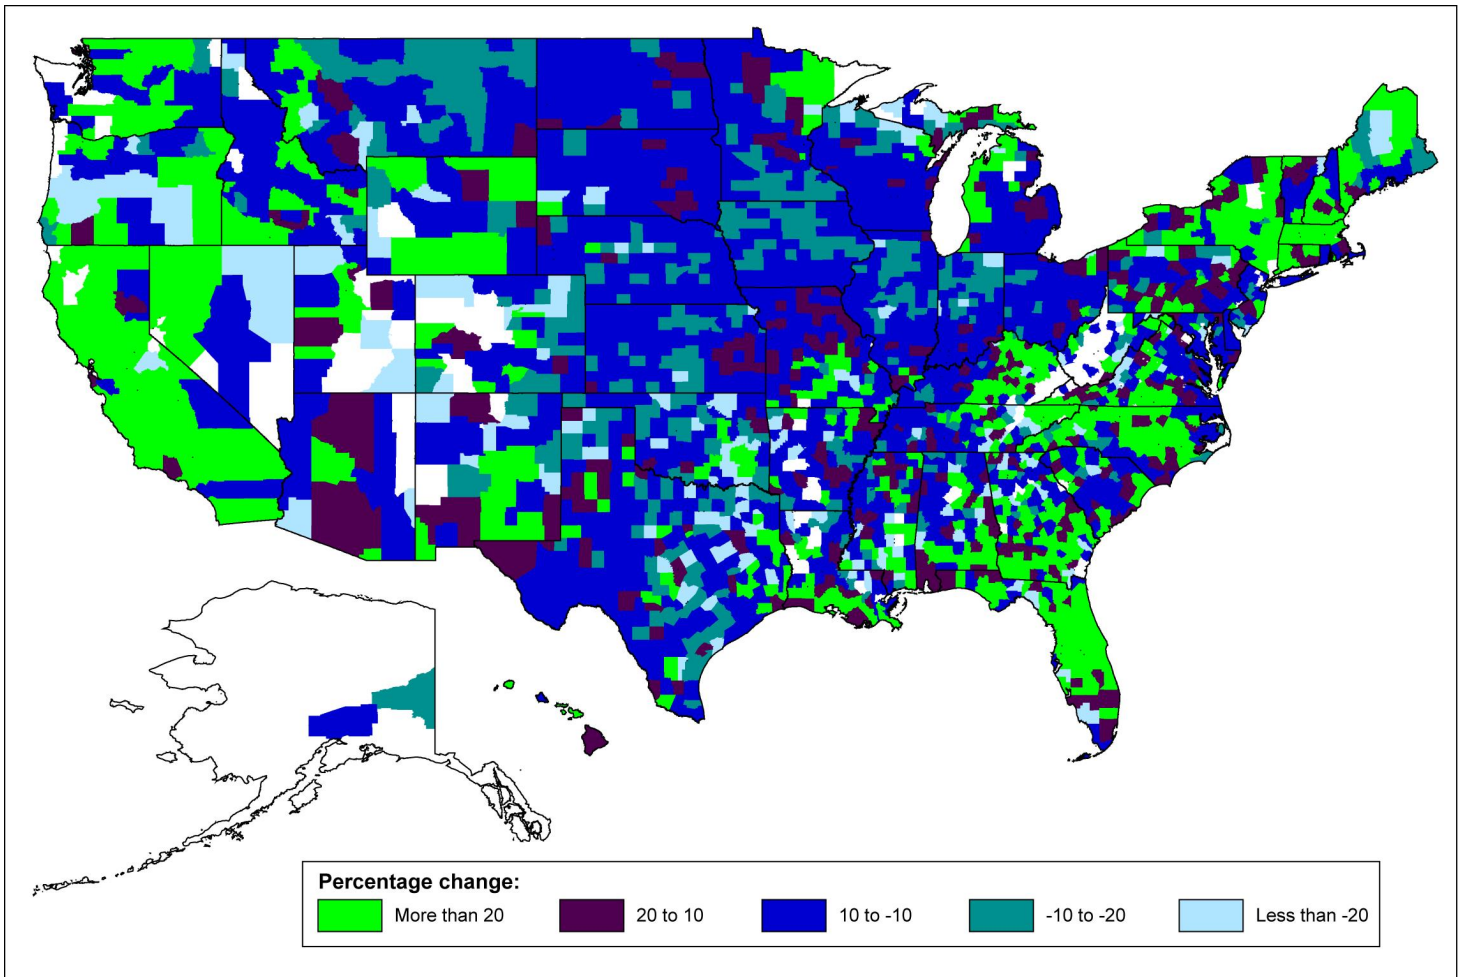 Percentage change:
More than 20
20 to 10
10 to -10
-10 to -20
Less than -20